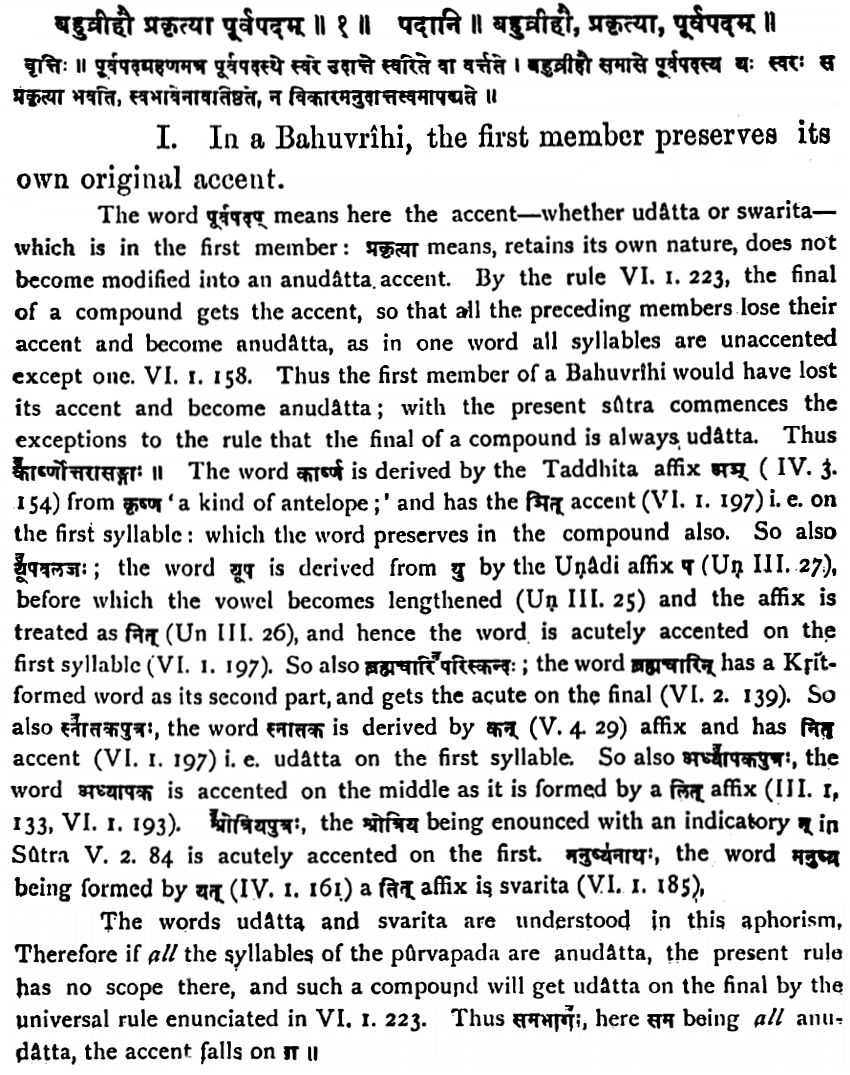 बहुव्रीहौ प्रकृत्या पूर्वपदम् ॥ १ ॥ पदानि ॥ बहुव्रीहौ, प्रकृत्या, पूर्वपदम् ॥
वृत्तिः ॥ पूर्वपदग्रहणमत्र पूर्वपदस्थे स्वरे उदात्ते स्वरिते वा वर्त्तते । बहुव्रीहौ समासे पूर्वपदस्य यः स्वरः स
प्रकृत्या भवति, स्वभावेनावतिष्ठते, न विकारमनुदात्तत्वमापद्यते ॥
I. In a Bahuvrîhi, the first member preserves its
own original accent.
The word पूर्वपदम् means here the accent—whether udâtta or swarita—
which is in the first member: प्रकृत्या means, retains its own nature, does not
become modified into an anudâtta accent. By the rule VI. 1. 223, the final
of a compound gets the accent, so that all the preceding members lose their
accent and become anudâtta, as in one word all syllables are unaccented
except one. VI. 1. 158. Thus the first member of a Bahuvrîhi would have lost
its accent and become anudâtta; with the present sûtra commences the
exceptions to the rule that the final of a compound is always udâtta. Thus
कार्ष्णोत्तरासङ्गाः ॥ The word कार्ष्ण is derived by the Taddhita affix अञ् ( IV. 3.
154) from कृष्ण 'a kind of antelope;' and has the ञित् accent (VI. 1. 197) i. e. on
the first syllable: which the word preserves in the compound also. So also
यूपवलजः; the word यूप is derived from यु by the Uṇâdi affix प (Uṇ III. 27),
before which the vowel becomes lengthened (Uṇ III. 25) and the affix is
treated as नित् (Un III. 26), and hence the word is acutely accented on the
first syllable (VI. 1. 197). So also ब्रह्मचारिपरिस्कन्दः; the word ब्रह्मचारिन् has a Kṛit-
formed word as its second part, and gets the acute on the final (VI. 2. 139). So
also स्नातकपुत्रः, the word स्नातक is derived by कन् (V. 4. 29) affix and has नित्
accent (VI. 1. 197) i. e. udâtta on the first syllable. So also अध्यापकपुत्रः, the
word अध्यापक is accented on the middle as it is formed by a लित् affix (III. 1,
133, VI. 1. 193). श्रोत्रियपुत्रः, the श्रोत्रिय being enounced with an indicatory न् in
Sûtra V. 2. 84 is acutely accented on the first. मनुष्यनाथः, the word मनुष्य
being formed by यत् (IV. 1. 161) a तित् affix is svarita (VI. 1. 185),
The words udâtta and svarita are understood in this aphorism,
Therefore if all the syllables of the pûrvapada are anudâtta, the present rule
has no scope there, and such a compound will get udâtta on the final by the
universal rule enunciated in VI. 1. 223. Thus समभागः, here सम being all anu-
dâtta, the accent falls on ग ॥